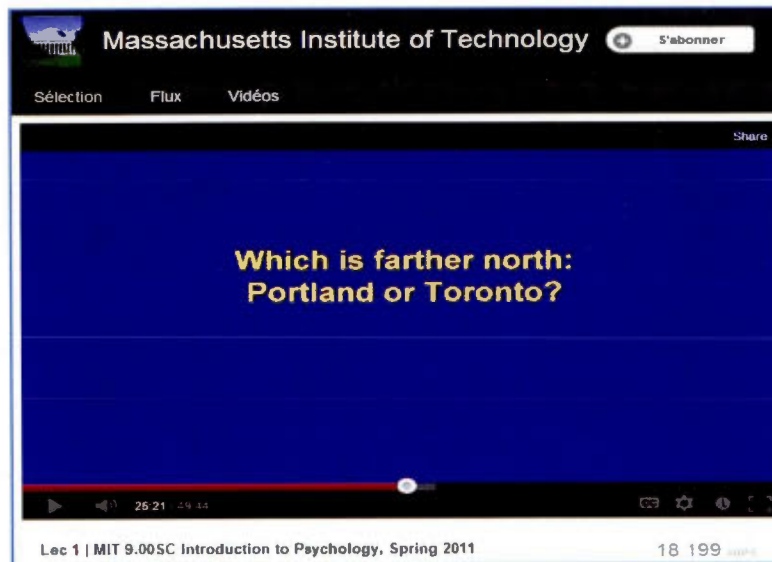 Massachusetts Institute of Technology
S'abonner
Sélection Flux Vidéos
Share
Which is farther north:
Portland or Toronto?
25:21
Lec 1 | MIT 9.00SC Introduction to Psychology, Spring 2011
18 199